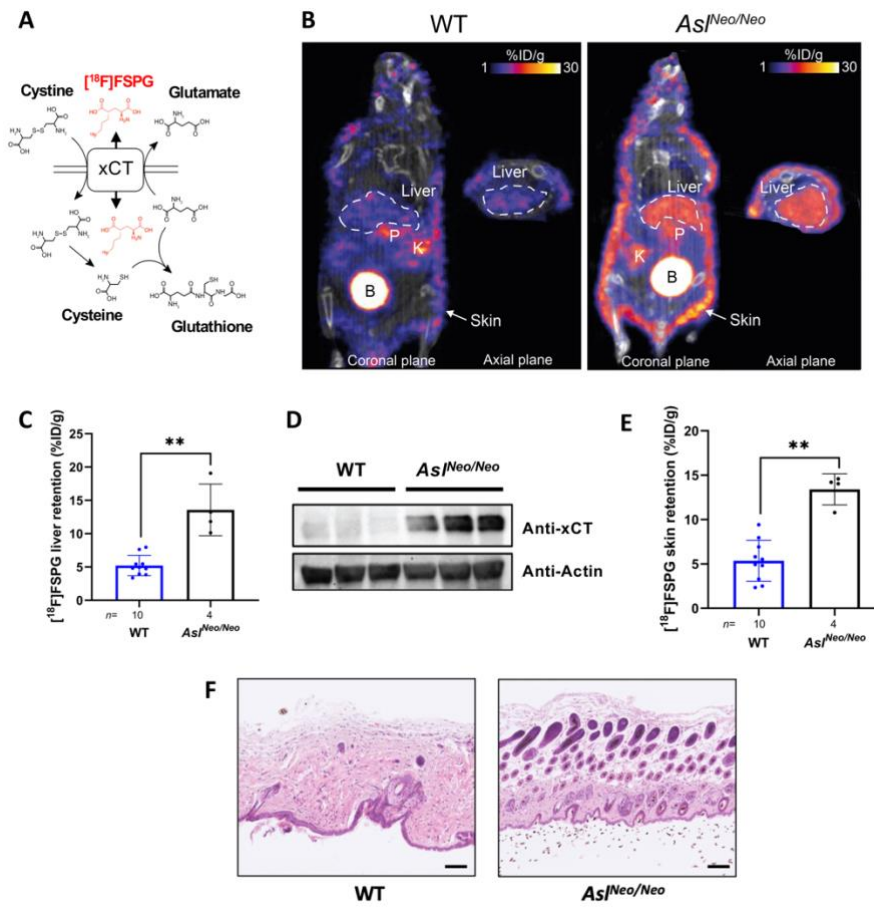 A
[¹⁸F]FSPG
Cystine
Glutamate
xCT
Cysteine
Glutathione
B
WT
Asl^Neo/Neo
%ID/g
1 30
%ID/g
1 30
Liver
Liver
P
K
B
Skin
Coronal plane
Axial plane
Liver
Liver
P
K
B
Skin
Coronal plane
Axial plane
C
[¹⁸F]FSPG liver retention (%ID/g)
25
20
15
10
5
0
**
n= 10 4
WT Asl^Neo/Neo
D
WT Asl^Neo/Neo
Anti-xCT
Anti-Actin
E
[¹⁸F]FSPG skin retention (%ID/g)
20
15
10
5
0
**
n= 10 4
WT Asl^Neo/Neo
F
WT
Asl^Neo/Neo